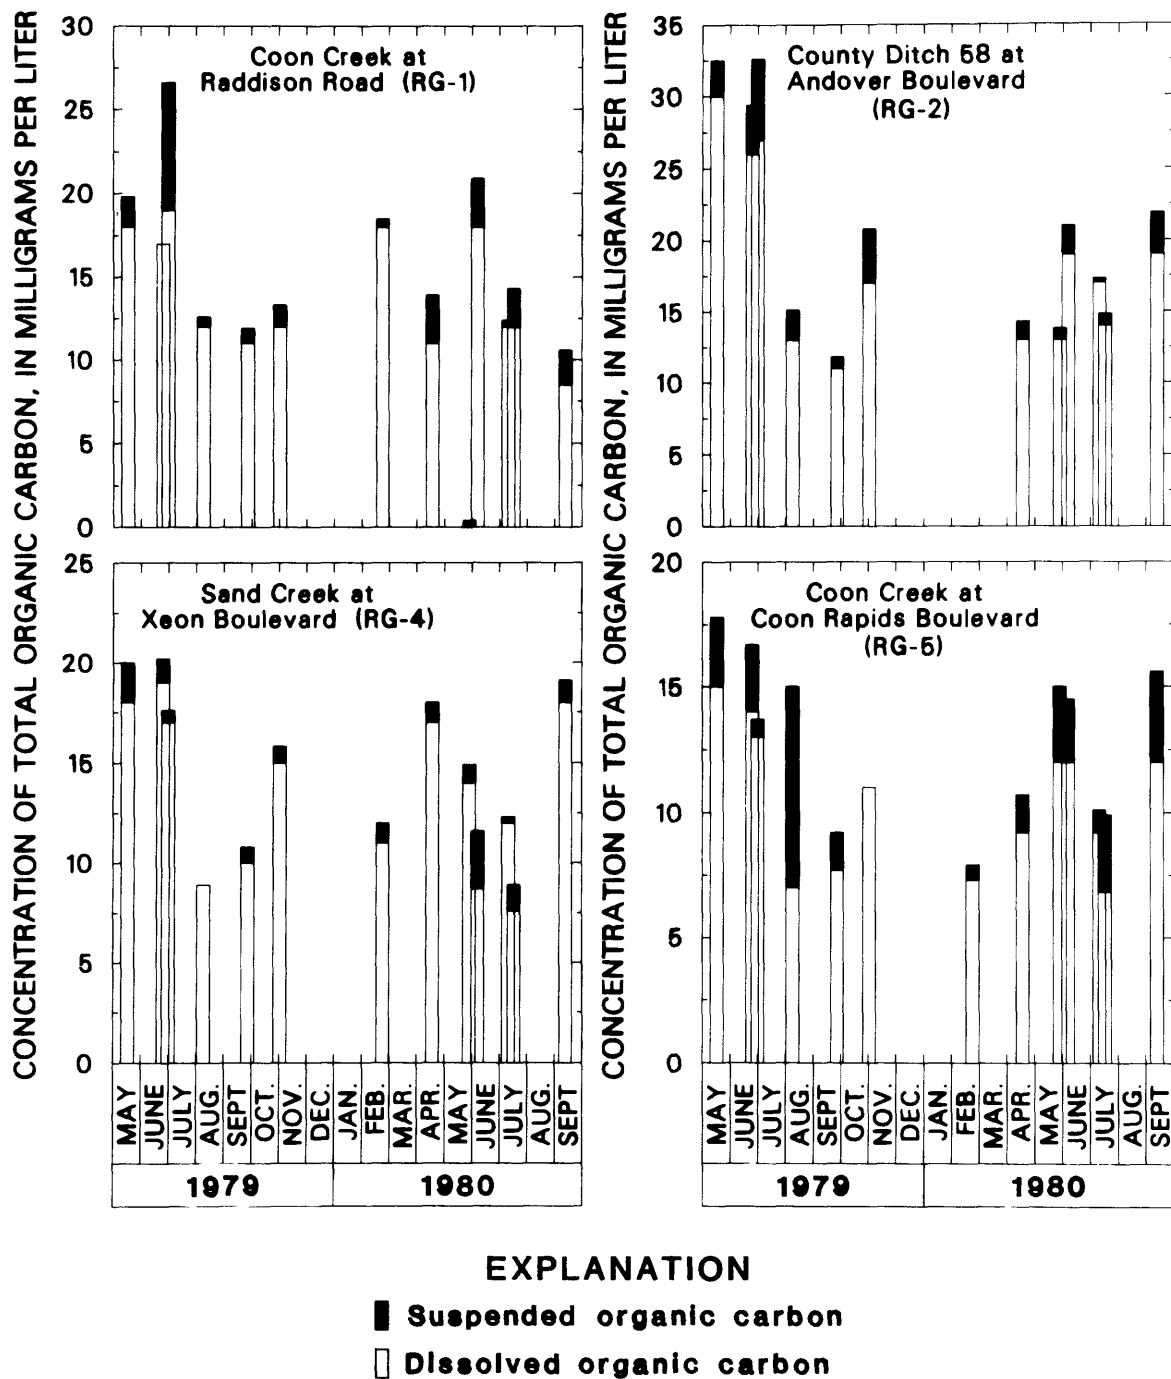 CONCENTRATION OF TOTAL ORGANIC CARBON, IN MILLIGRAMS PER LITER
30
25
20
15
10
5
0
Coon Creek at
Raddison Road (RG-1)
CONCENTRATION OF TOTAL ORGANIC CARBON, IN MILLIGRAMS PER LITER
35
30
25
20
15
10
5
0
County Ditch 58 at
Andover Boulevard
(RG-2)
25
20
15
10
5
0
Sand Creek at
Xeon Boulevard (RG-4)
20
15
10
5
0
Coon Creek at
Coon Rapids Boulevard
(RG-5)
MAY
JUNE
JULY
AUG.
SEPT
OCT.
NOV.
DEC.
JAN.
FEB.
MAR.
APR.
MAY
JUNE
JULY
AUG.
SEPT
1979
1980
MAY
JUNE
JULY
AUG.
SEPT
OCT.
NOV.
DEC.
JAN.
FEB.
MAR.
APR.
MAY
JUNE
JULY
AUG.
SEPT
1979
1980
EXPLANATION
Suspended organic carbon
Dissolved organic carbon